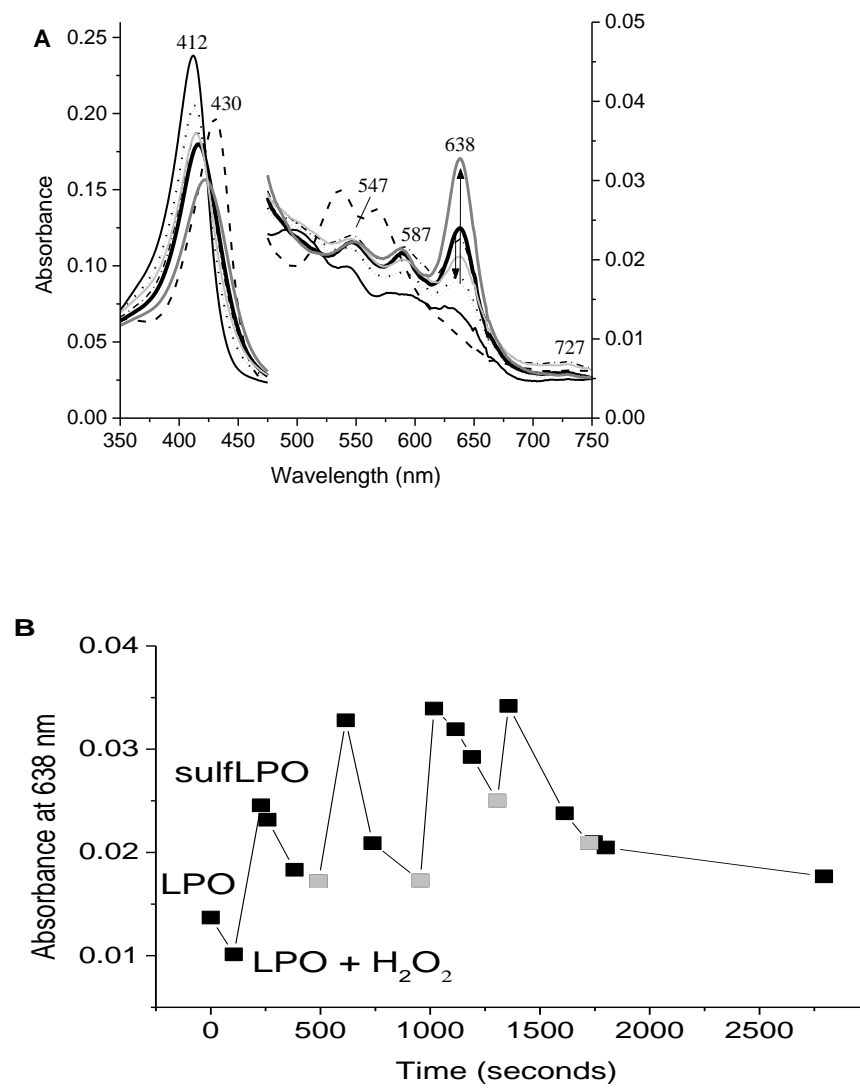 A
0.25
0.20
0.15
0.10
0.05
0.00
Absorbance
412
430
547
587
638
727
0.05
0.04
0.03
0.02
0.01
0.00
350 400 450 500 550 600 650 700 750
Wavelength (nm)
B
0.04
0.03
0.02
0.01
Absorbance at 638 nm
sulfLPO
LPO
LPO + H₂O₂
0 500 1000 1500 2000 2500
Time (seconds)